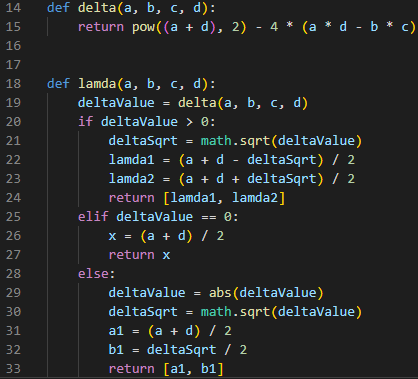 14 def delta(a, b, c, d):
15     return pow((a + d), 2) - 4 * (a * d - b * c)
16
17
18 def lamda(a, b, c, d):
19     deltaValue = delta(a, b, c, d)
20     if deltaValue > 0:
21         deltaSqrt = math.sqrt(deltaValue)
22         lamda1 = (a + d - deltaSqrt) / 2
23         lamda2 = (a + d + deltaSqrt) / 2
24         return [lamda1, lamda2]
25     elif deltaValue == 0:
26         x = (a + d) / 2
27         return x
28     else:
29         deltaValue = abs(deltaValue)
30         deltaSqrt = math.sqrt(deltaValue)
31         a1 = (a + d) / 2
32         b1 = deltaSqrt / 2
33         return [a1, b1]